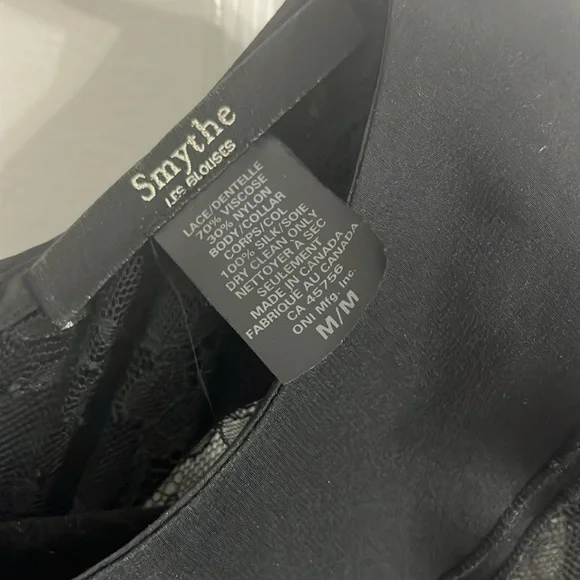 Smythe
LES BLOUSES
LACE/DENTELLE
70% VISCOSE
30% NYLON
BODY/COLLAR
CORPS/COL
100% SILK/SOIE
DRY CLEAN ONLY
NETTOYER A SEC
SEULEMENT
MADE IN CANADA
FABRIQUE AU CANADA
CA 45756
ONI Mfg. Inc.
M/M